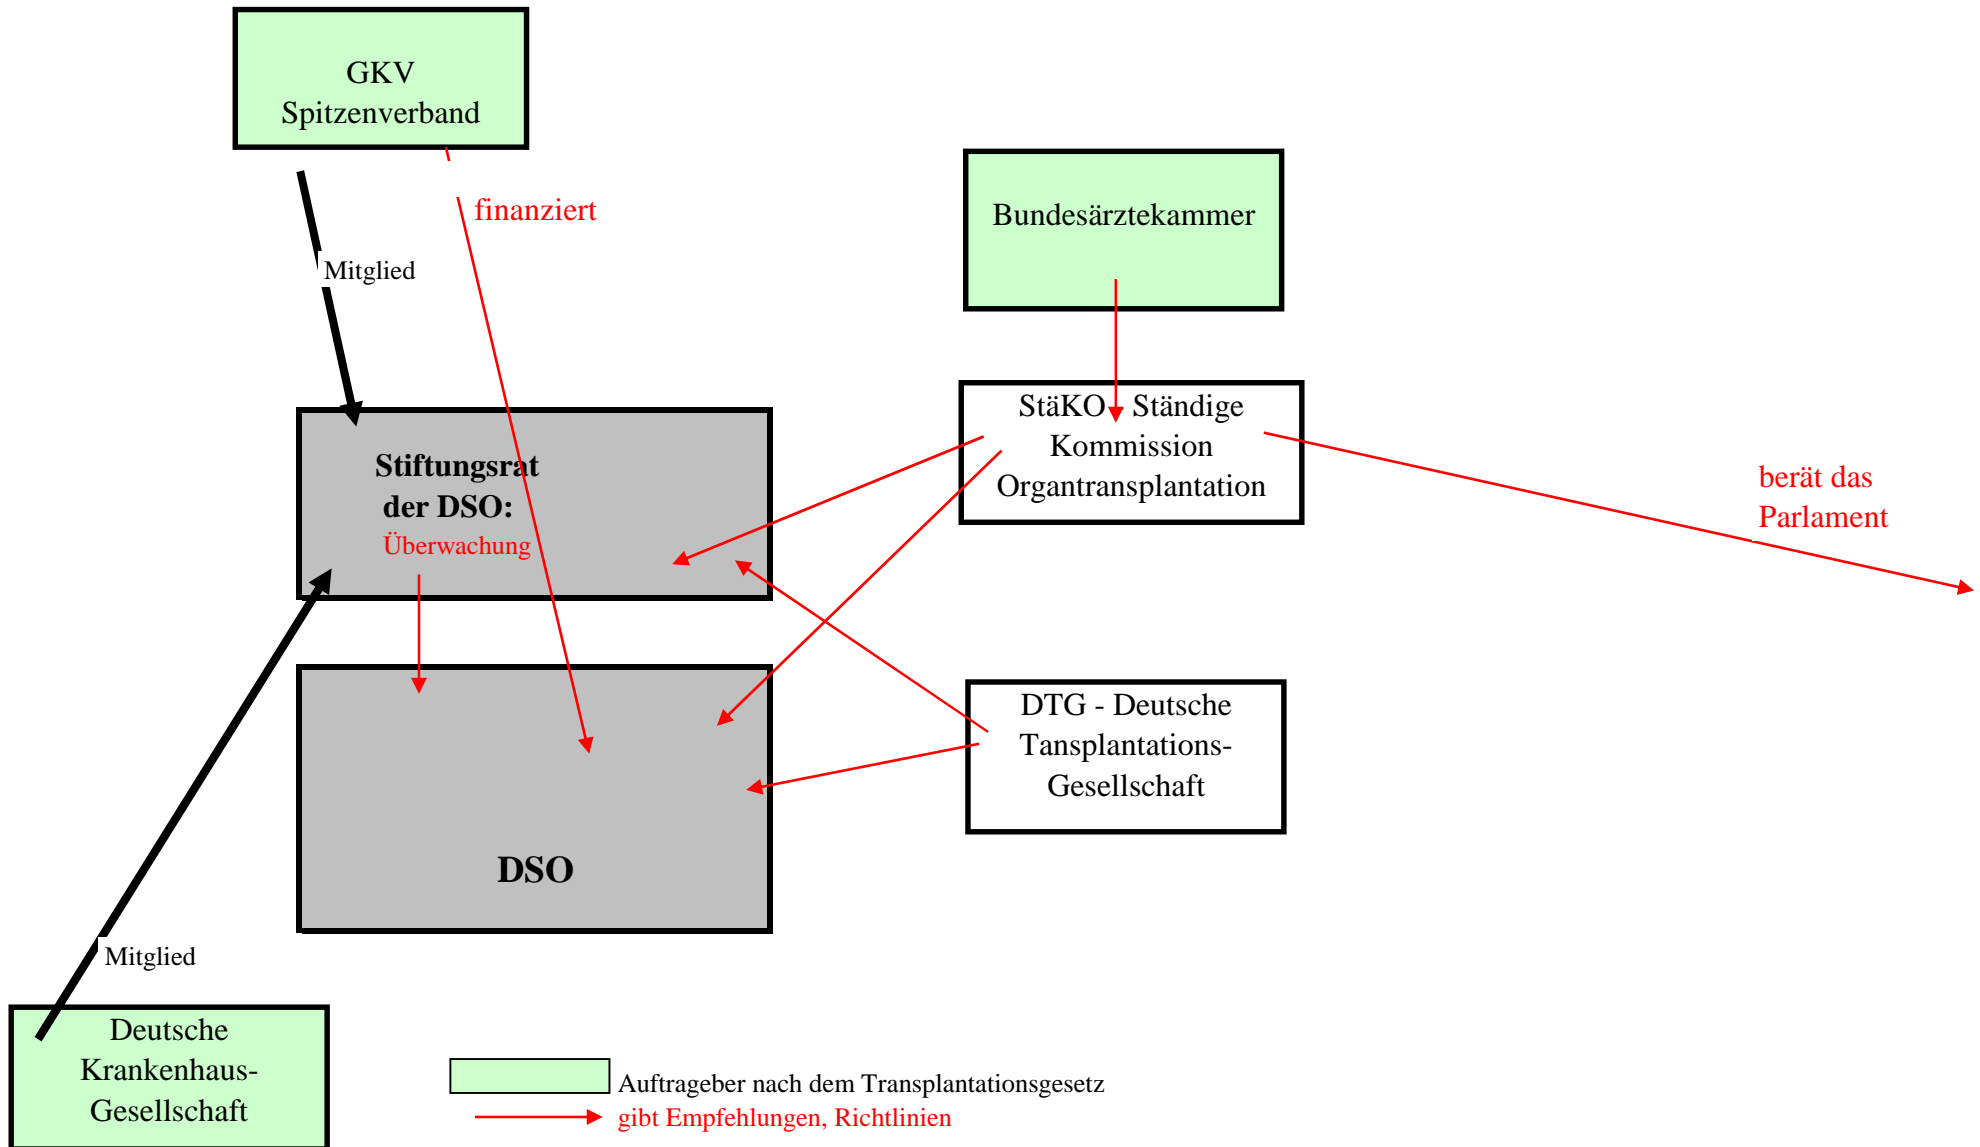 GKV
Spitzenverband
finanziert
Bundesärztekammer
Mitglied
StäKO - Ständige
Kommission
Organtransplantation
Stiftungsrat
der DSO:
Überwachung
berät das
Parlament
DTG - Deutsche
Tansplantations-
Gesellschaft
DSO
Mitglied
Deutsche
Krankenhaus-
Gesellschaft
Auftrageber nach dem Transplantationsgesetz
gibt Empfehlungen, Richtlinien